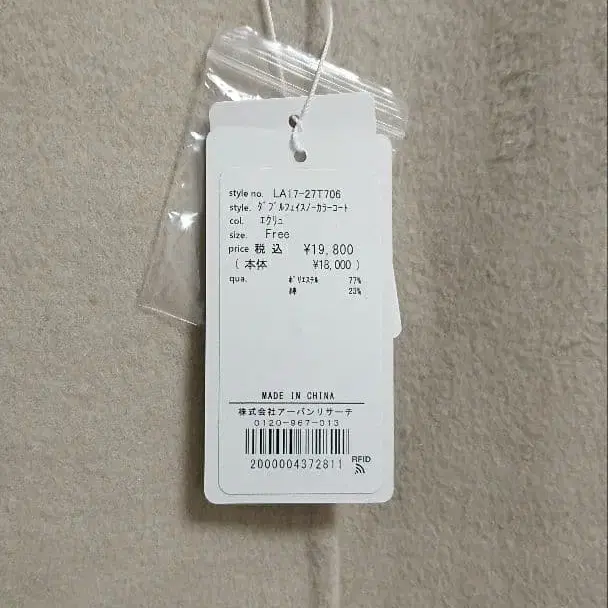 style no. LA17-27T706
style. ﾀﾞﾌﾞﾙﾌｪｲｽﾉｰｶﾗｰｺｰﾄ
col. エクリュ
size. Free
price 税込 ¥19,800
( 本体 ¥18,000 )
qua. ﾎﾟﾘｴｽﾃﾙ 77%
綿 23%
MADE IN CHINA
株式会社アーバンリサーチ
0120-967-013
2000004372811
RFID